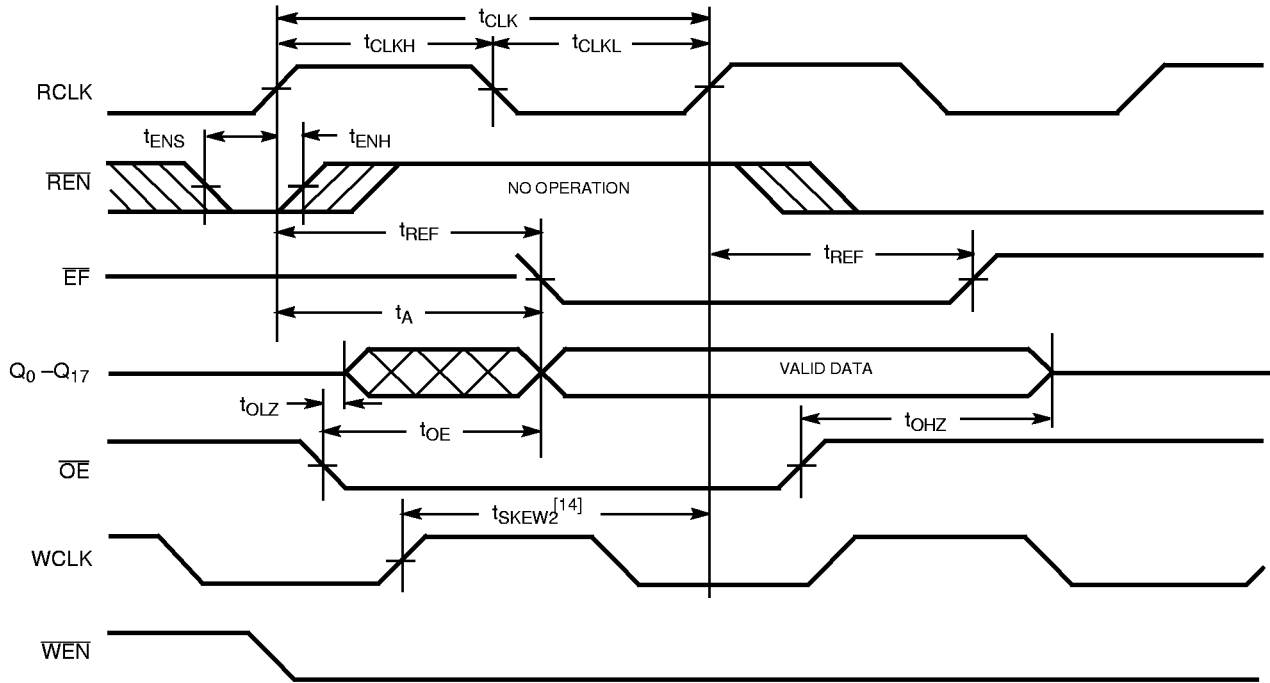 tCLK
tCLKH
tCLKL
RCLK
tENS
tENH
REN
NO OPERATION
tREF
tREF
EF
tA
Q0 –Q17
VALID DATA
tOLZ
tOE
tOHZ
OE
tSKEW2[14]
WCLK
WEN